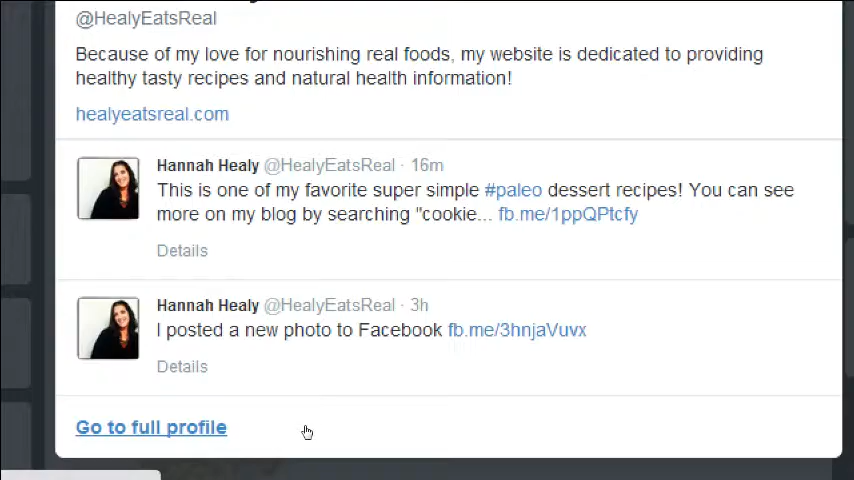 @HealyEatsReal
Because of my love for nourishing real foods, my website is dedicated to providing
healthy tasty recipes and natural health information!
healyeatsreal.com
Hannah Healy @HealyEatsReal · 16m
This is one of my favorite super simple #paleo dessert recipes! You can see
more on my blog by searching "cookie... fb.me/1ppQPtcfy
Details
Hannah Healy @HealyEatsReal · 3h
I posted a new photo to Facebook fb.me/3hnjaVuvx
Details
Go to full profile